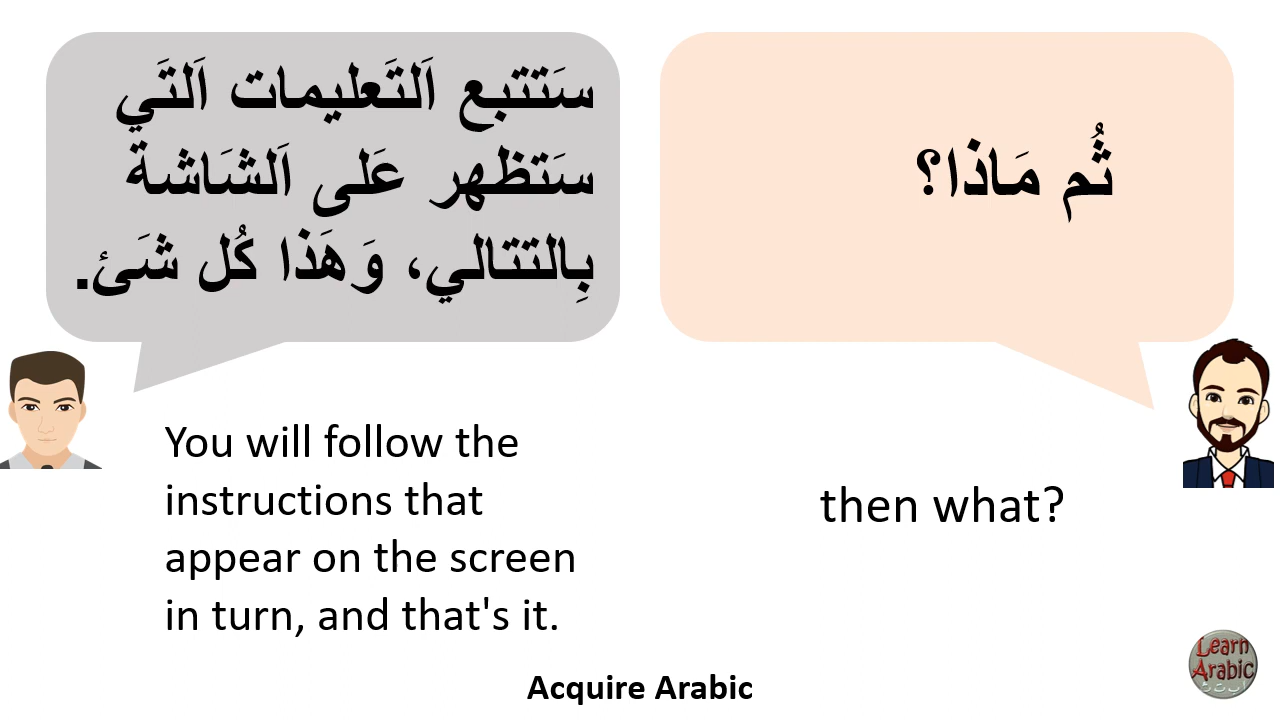 سَتتبع اَلتَعليمات اَلتَي
سَتظهر عَلى اَلشَاشة
بِالتتالي، وَهَذا كُل شَئ.
ثُم مَاذا؟
You will follow the
instructions that
appear on the screen
in turn, and that's it.
then what?
Acquire Arabic
Learn
Arabic